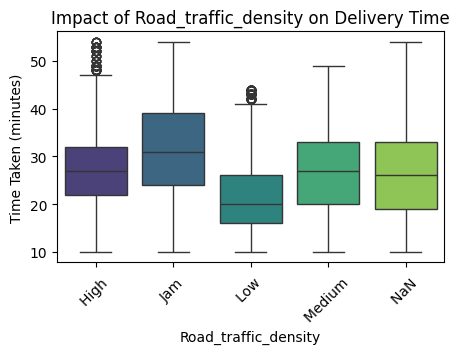 Impact of Road_traffic_density on Delivery Time
Time Taken (minutes)
50
40
30
20
10
High
Jam
Low
Medium
NaN
Road_traffic_density